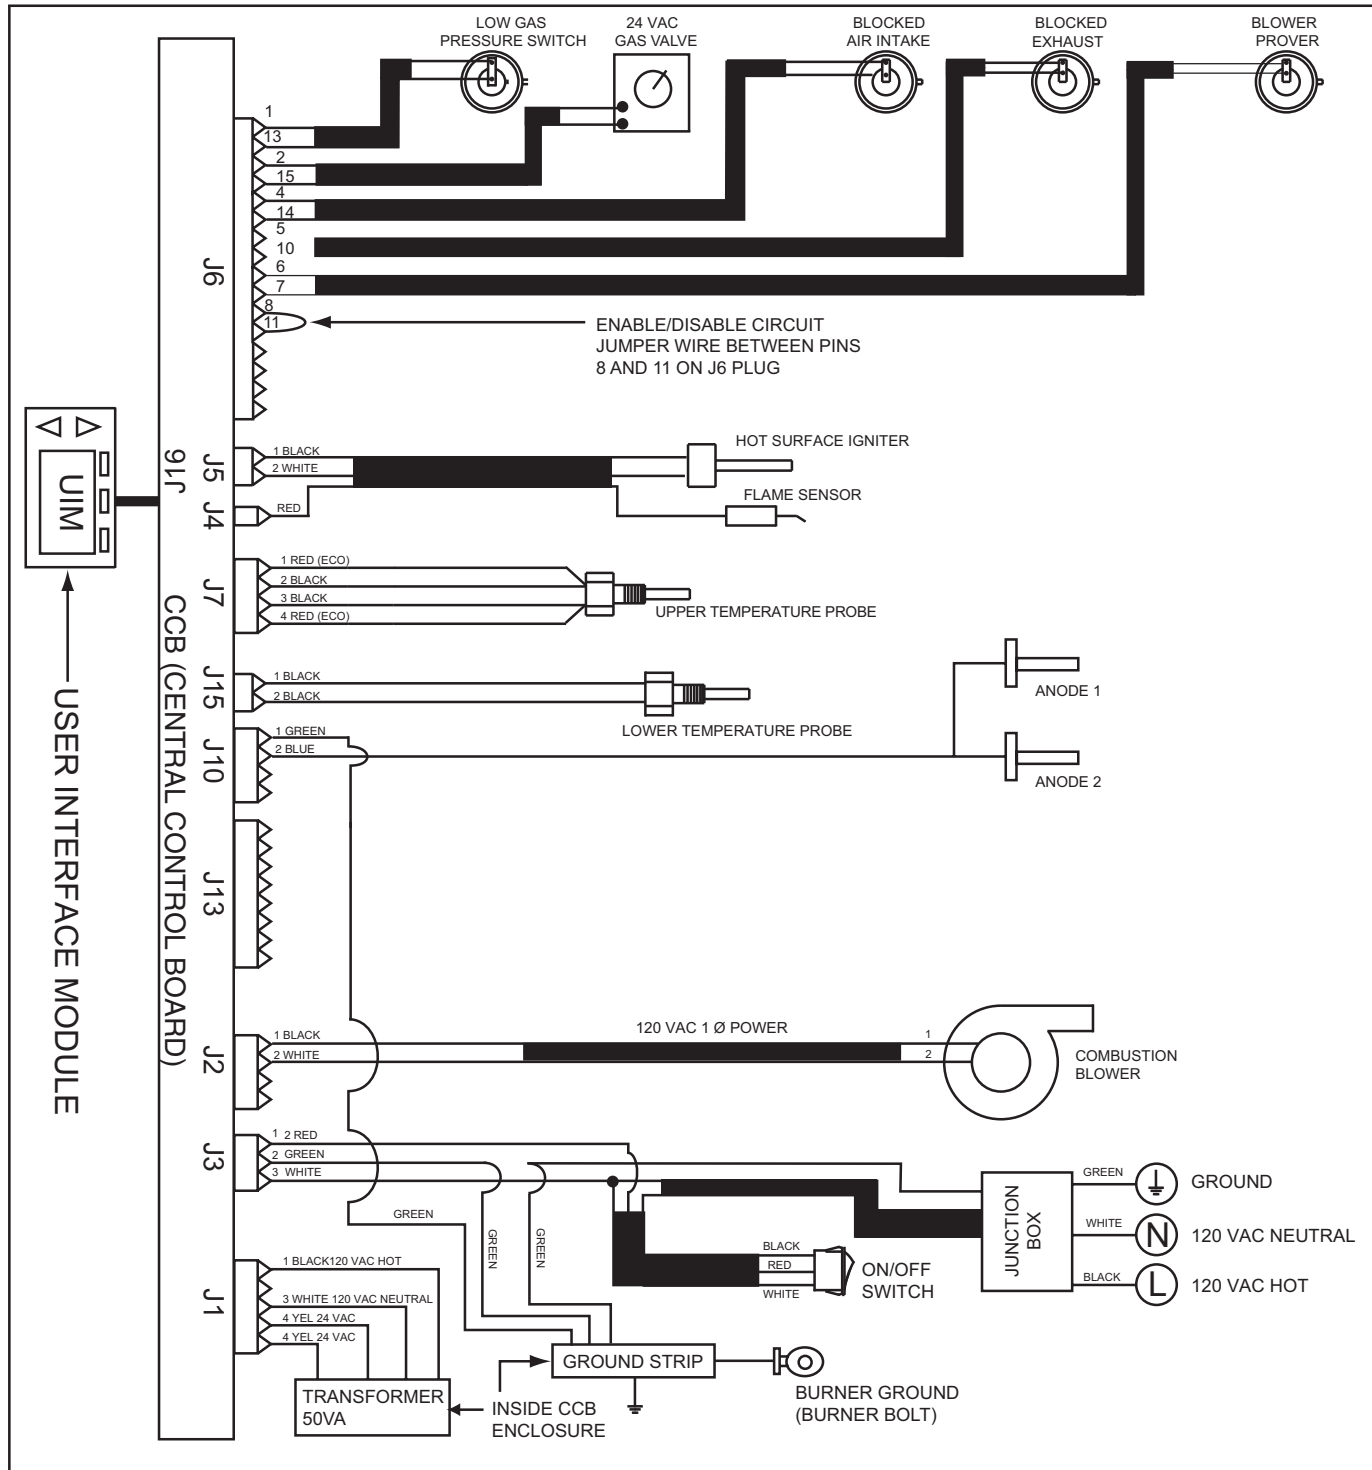 LOW GAS
PRESSURE SWITCH
24 VAC
GAS VALVE
BLOCKED
AIR INTAKE
BLOCKED
EXHAUST
BLOWER
PROVER
J6
1
13
2
15
4
14
5
10
6
7
8
11
ENABLE/DISABLE CIRCUIT
JUMPER WIRE BETWEEN PINS
8 AND 11 ON J6 PLUG
UIM
USER INTERFACE MODULE
J16
CCB (CENTRAL CONTROL BOARD)
J5
1 BLACK
2 WHITE
HOT SURFACE IGNITER
J4
RED
FLAME SENSOR
J7
1 RED (ECO)
2 BLACK
3 BLACK
4 RED (ECO)
UPPER TEMPERATURE PROBE
J15
1 BLACK
2 BLACK
LOWER TEMPERATURE PROBE
J10
1 GREEN
2 BLUE
ANODE 1
ANODE 2
J13
J2
1 BLACK
2 WHITE
120 VAC 1 Ø POWER
1
2
COMBUSTION
BLOWER
J3
1 2 RED
2 GREEN
3 WHITE
GREEN
GREEN
GREEN
BLACK
RED
WHITE
ON/OFF
SWITCH
JUNCTION
BOX
GREEN
GROUND
WHITE
N
120 VAC NEUTRAL
BLACK
L
120 VAC HOT
J1
1 BLACK120 VAC HOT
3 WHITE 120 VAC NEUTRAL
4 YEL 24 VAC
4 YEL 24 VAC
TRANSFORMER
50VA
INSIDE CCB
ENCLOSURE
GROUND STRIP
BURNER GROUND
(BURNER BOLT)